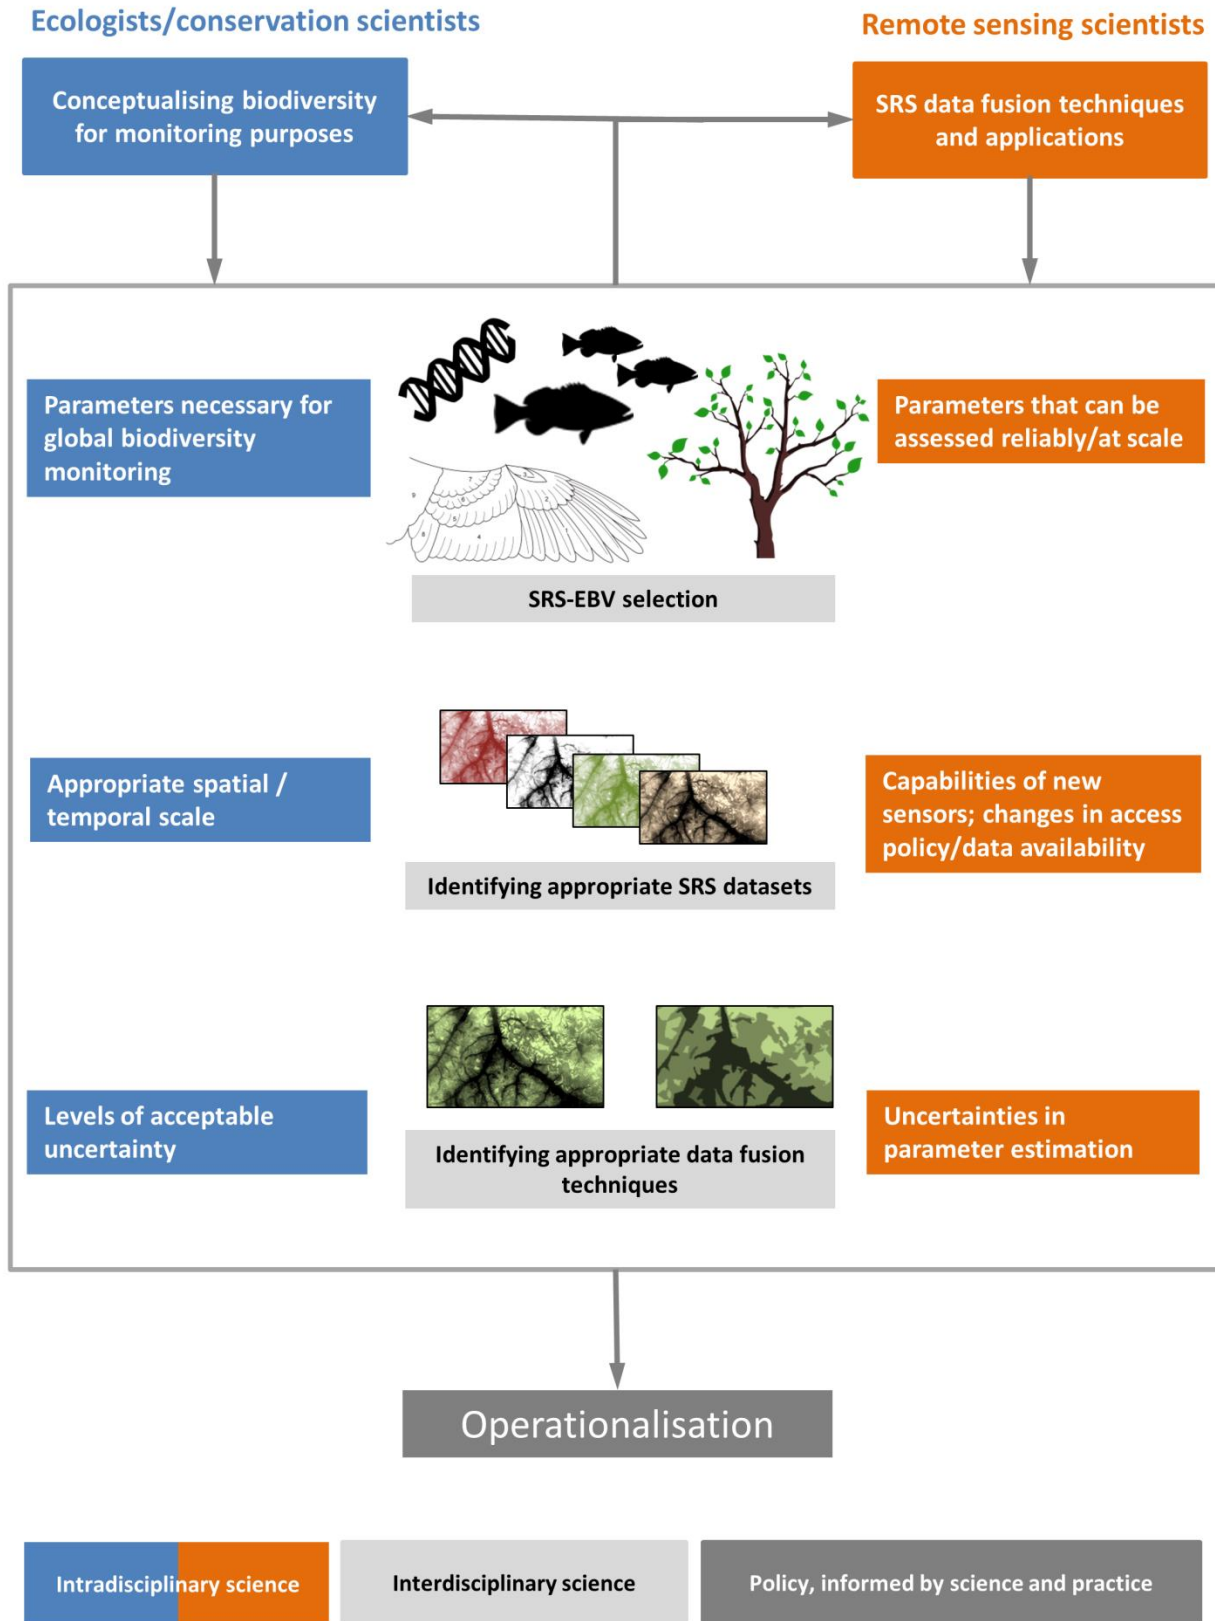 Ecologists/conservation scientists
Remote sensing scientists
Conceptualising biodiversity
for monitoring purposes
SRS data fusion techniques
and applications
Parameters necessary for
global biodiversity
monitoring
Parameters that can be
assessed reliably/at scale
SRS-EBV selection
Appropriate spatial /
temporal scale
Capabilities of new
sensors; changes in access
policy/data availability
Identifying appropriate SRS datasets
Levels of acceptable
uncertainty
Uncertainties in
parameter estimation
Identifying appropriate data fusion
techniques
Operationalisation
Intradisciplinary science
Interdisciplinary science
Policy, informed by science and practice